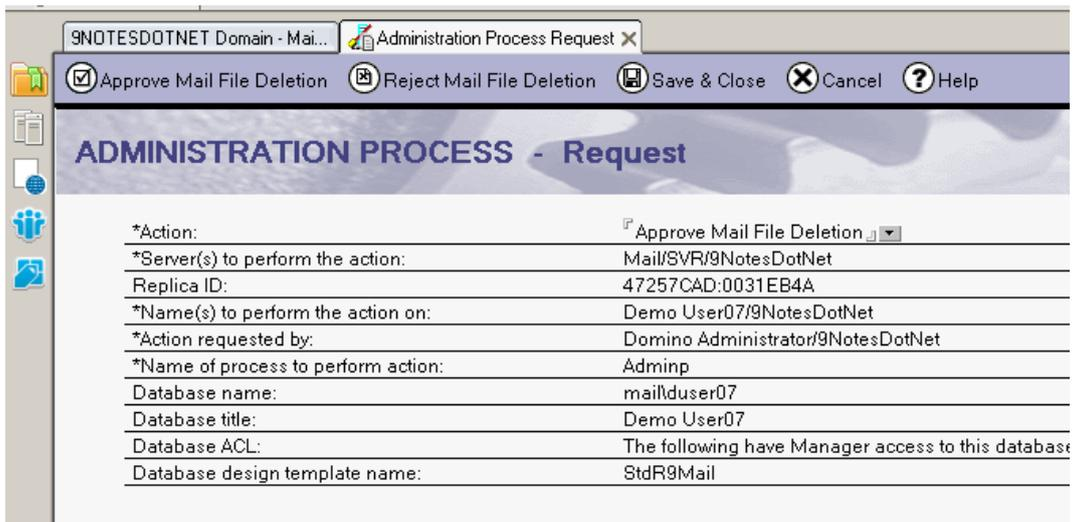 9NOTESDOTNET Domain - Mai... Administration Process Request
Approve Mail File Deletion Reject Mail File Deletion Save & Close Cancel Help
ADMINISTRATION PROCESS - Request
*Action: Approve Mail File Deletion
*Server(s) to perform the action: Mail/SVR/9NotesDotNet
Replica ID: 47257CAD:0031EB4A
*Name(s) to perform the action on: Demo User07/9NotesDotNet
*Action requested by: Domino Administrator/9NotesDotNet
*Name of process to perform action: Adminp
Database name: mail\duser07
Database title: Demo User07
Database ACL: The following have Manager access to this database
Database design template name: StdR9Mail